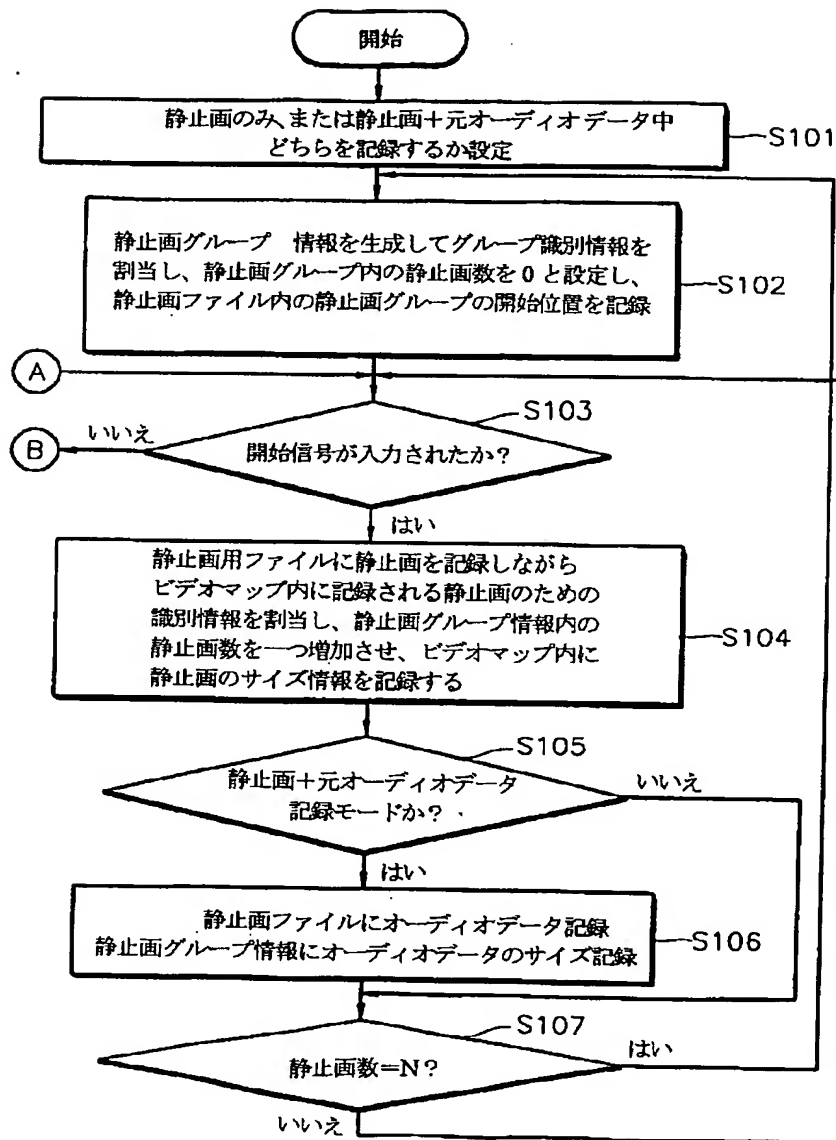 開始
静止画のみ、または静止画+元オーディオデータ中
どちらを記録するか設定
S101
静止画グループ 情報を生成してグループ識別情報を
割当し、静止画グループ内の静止画数を0と設定し、
静止画ファイル内の静止画グループの開始位置を記録
S102
A
S103
B
いいえ
開始信号が入力されたか?
はい
静止画用ファイルに静止画を記録しながら
ビデオマップ内に記録される静止画のための
識別情報を割当し、静止画グループ情報内の
静止画数を一つ増加させ、ビデオマップ内に
静止画のサイズ情報を記録する
S104
S105
静止画+元オーディオデータ
記録モードか?
いいえ
はい
静止画ファイルにオーディオデータ記録
静止画グループ情報にオーディオデータのサイズ記録
S106
S107
静止画数=N?
はい
いいえ